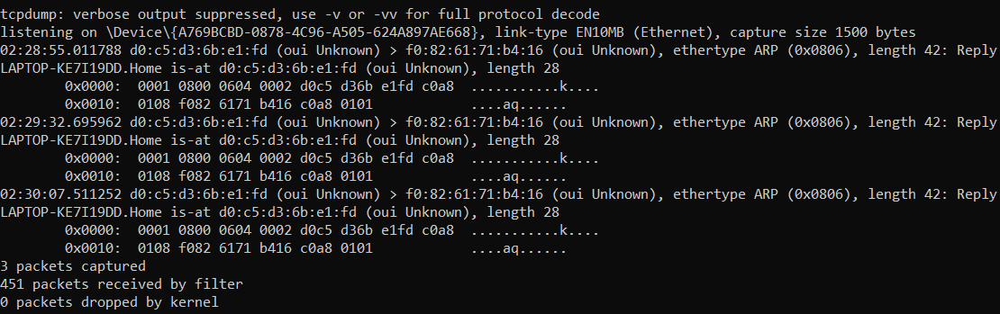 tcpdump: verbose output suppressed, use -v or -vv for full protocol decode
listening on \Device\{A769BCBD-0878-4C96-A505-624A897AE668}, link-type EN10MB (Ethernet), capture size 1500 bytes
02:28:55.011788 d0:c5:d3:6b:e1:fd (oui Unknown) > f0:82:61:71:b4:16 (oui Unknown), ethertype ARP (0x0806), length 42: Reply
LAPTOP-KE7I19DD.Home is-at d0:c5:d3:6b:e1:fd (oui Unknown), length 28
0x0000:  0001 0800 0604 0002 d0c5 d36b e1fd c0a8  ...........k....
0x0010:  0108 f082 6171 b416 c0a8 0101            ....aq......
02:29:32.695962 d0:c5:d3:6b:e1:fd (oui Unknown) > f0:82:61:71:b4:16 (oui Unknown), ethertype ARP (0x0806), length 42: Reply
LAPTOP-KE7I19DD.Home is-at d0:c5:d3:6b:e1:fd (oui Unknown), length 28
0x0000:  0001 0800 0604 0002 d0c5 d36b e1fd c0a8  ...........k....
0x0010:  0108 f082 6171 b416 c0a8 0101            ....aq......
02:30:07.511252 d0:c5:d3:6b:e1:fd (oui Unknown) > f0:82:61:71:b4:16 (oui Unknown), ethertype ARP (0x0806), length 42: Reply
LAPTOP-KE7I19DD.Home is-at d0:c5:d3:6b:e1:fd (oui Unknown), length 28
0x0000:  0001 0800 0604 0002 d0c5 d36b e1fd c0a8  ...........k....
0x0010:  0108 f082 6171 b416 c0a8 0101            ....aq......
3 packets captured
451 packets received by filter
0 packets dropped by kernel